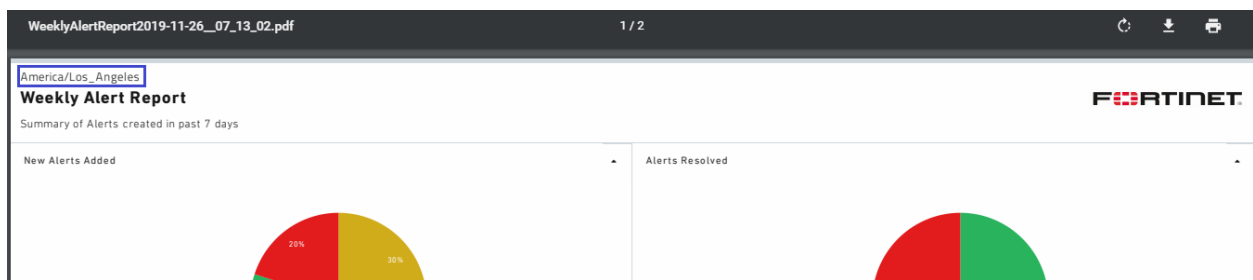 WeeklyAlertReport2019-11-26__07_13_02.pdf
1 / 2
America/Los_Angeles
Weekly Alert Report
FORTINET
Summary of Alerts created in past 7 days
New Alerts Added
Alerts Resolved
20%
30%